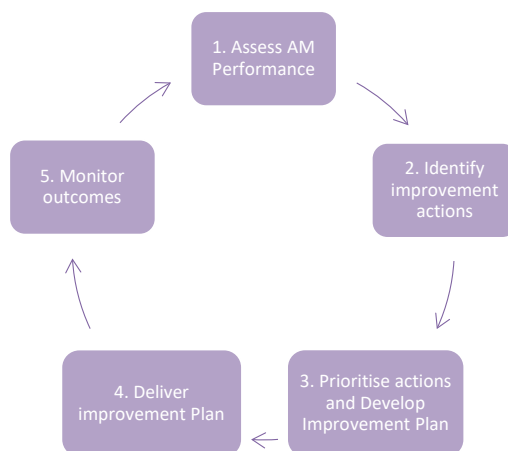 1. Assess AM
Performance
2. Identify
improvement
actions
3. Prioritise actions
and Develop
Improvement Plan
4. Deliver
improvement Plan
5. Monitor
outcomes